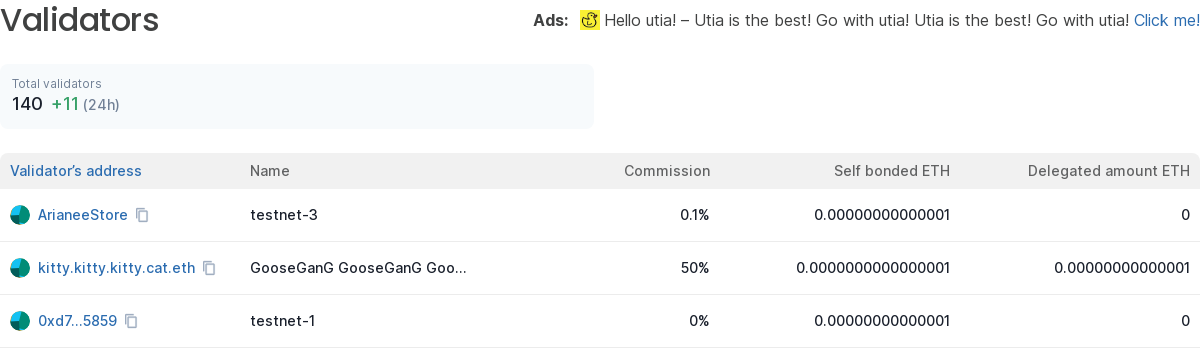 Validators
Ads: Hello utia! – Utia is the best! Go with utia! Utia is the best! Go with utia! Click me!
Total validators
140 +11 (24h)
Validator’s address Name Commission Self bonded ETH Delegated amount ETH
ArianeeStore testnet-3 0.1% 0.00000000000001 0
kitty.kitty.kitty.cat.eth GooseGanG GooseGanG Goo... 50% 0.0000000000000001 0.00000000000001
0xd7...5859 testnet-1 0% 0.00000000000001 0